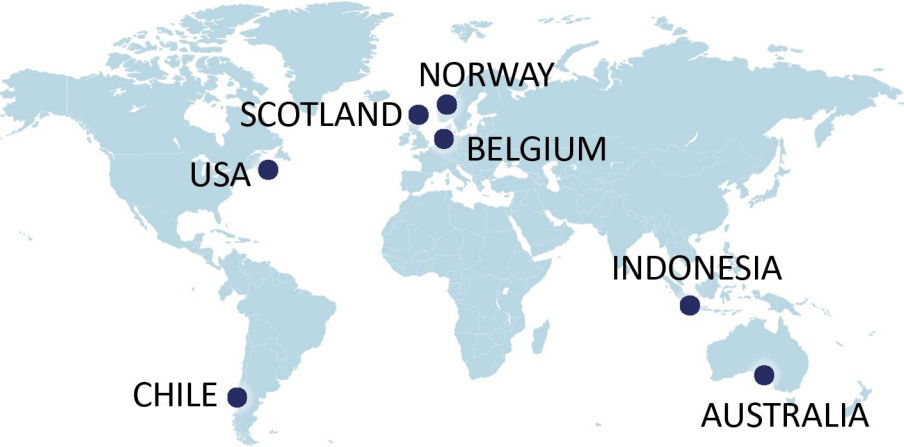 NORWAY
SCOTLAND
BELGIUM
USA
INDONESIA
CHILE
AUSTRALIA